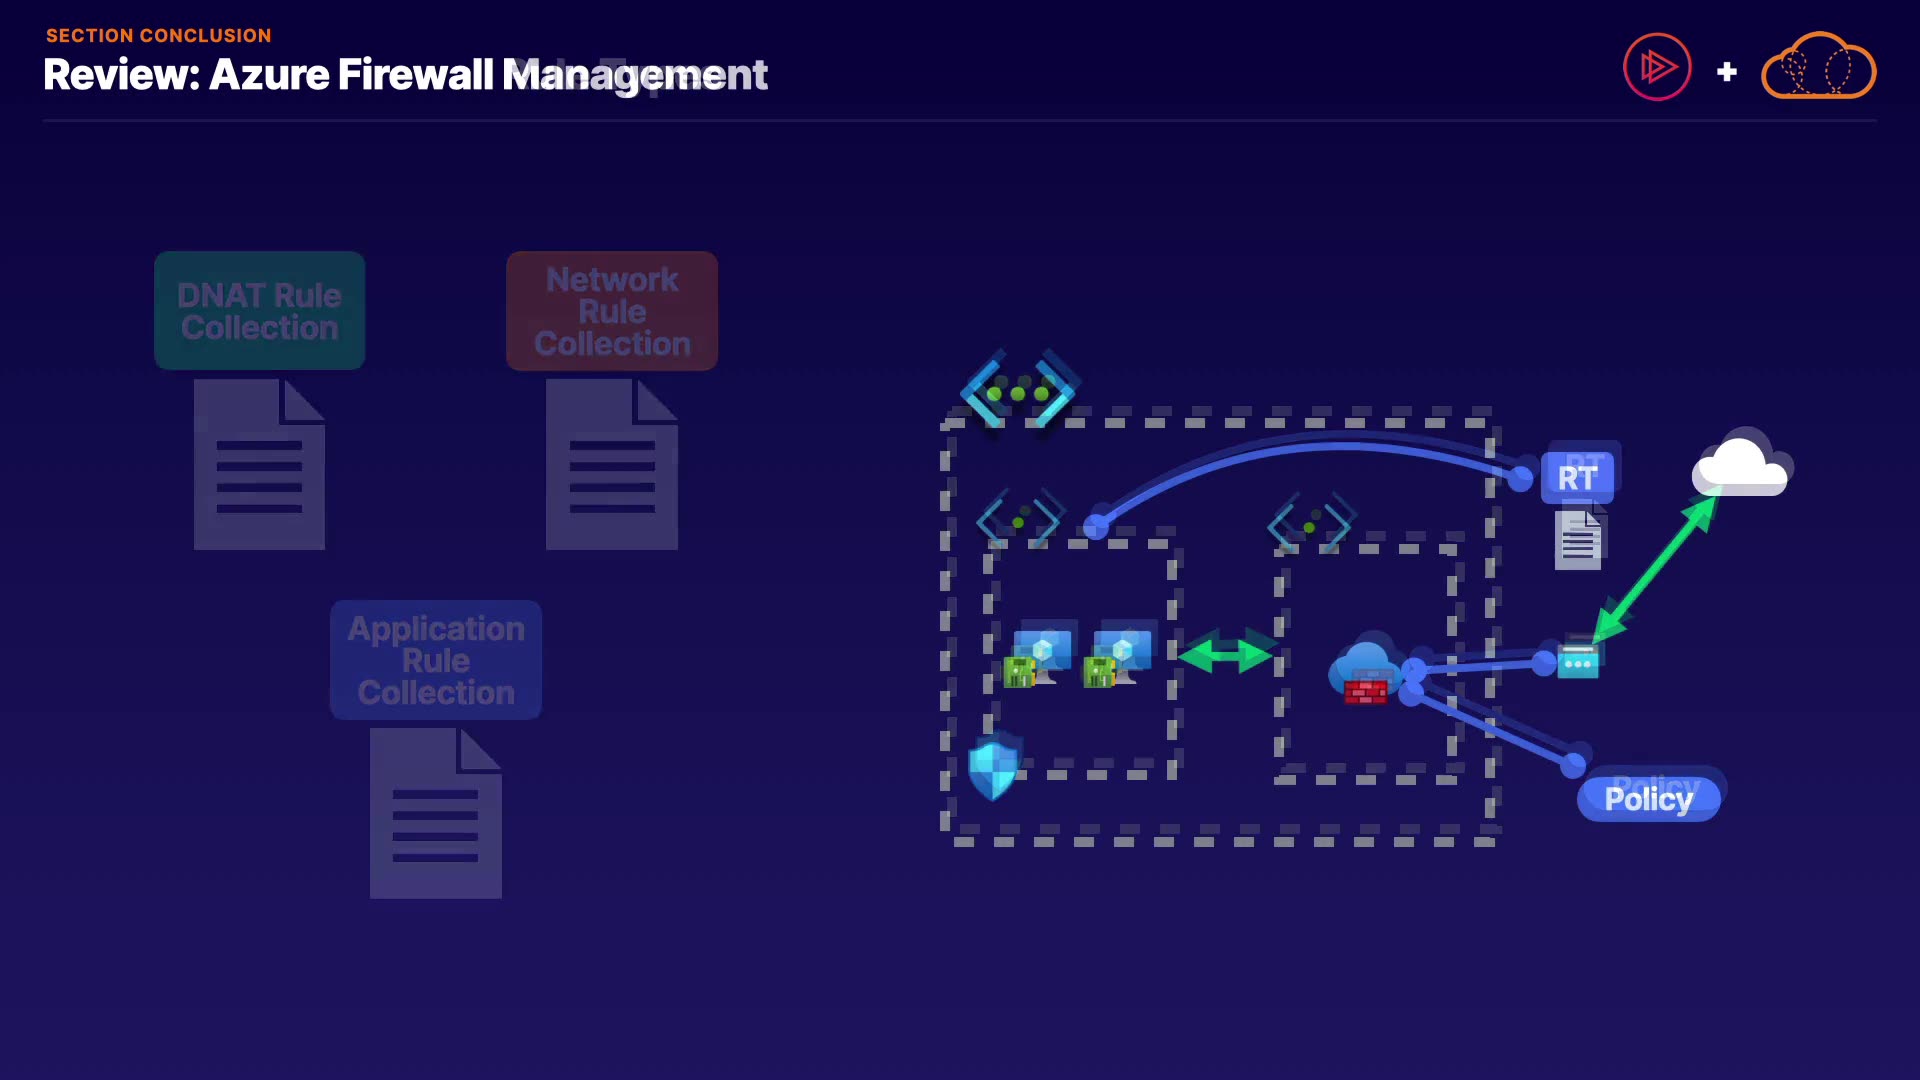 SECTION CONCLUSION
Review: Azure Firewall Management
DNAT Rule
Collection
Network
Rule
Collection
Application
Rule
Collection
RT
Policy